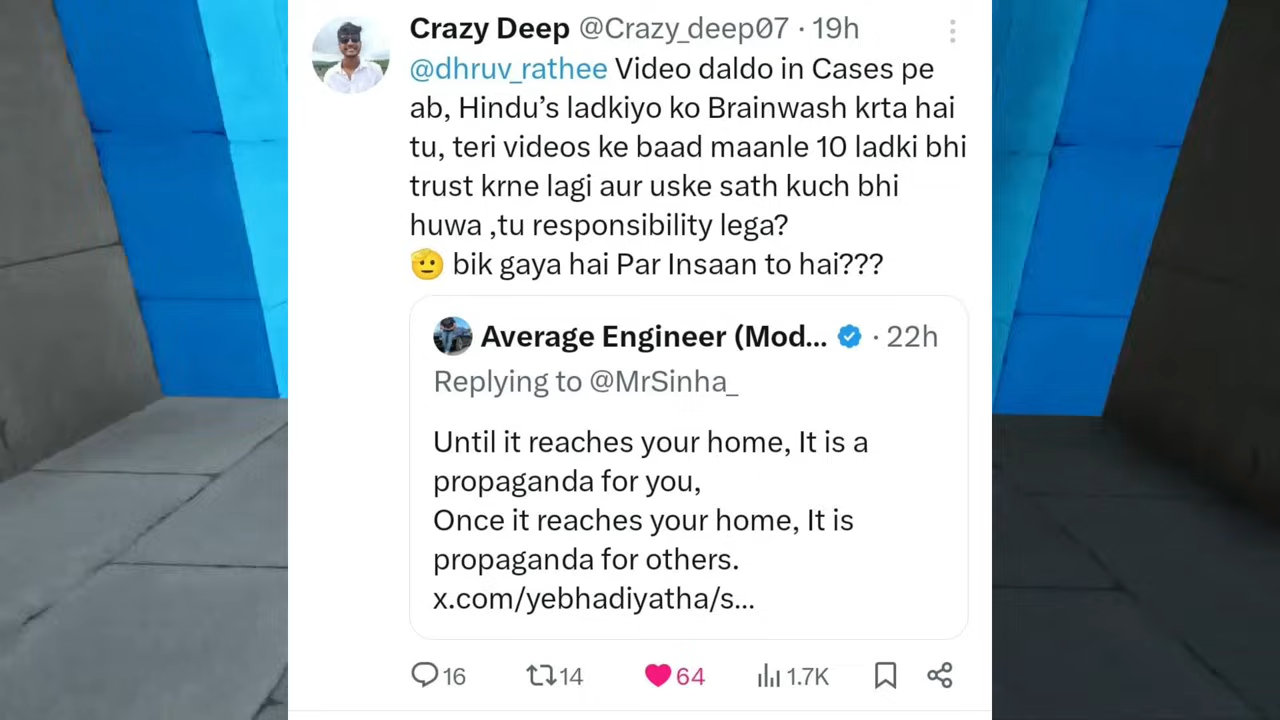 Crazy Deep @Crazy_deep07 · 19h
@dhruv_rathee Video daldo in Cases pe
ab, Hindu’s ladkiyo ko Brainwash krta hai
tu, teri videos ke baad maanle 10 ladki bhi
trust krne lagi aur uske sath kuch bhi
huwa ,tu responsibility lega?
🫡 bik gaya hai Par Insaan to hai???
Average Engineer (Mod... · 22h
Replying to @MrSinha_
Until it reaches your home, It is a
propaganda for you,
Once it reaches your home, It is
propaganda for others.
x.com/yebhadiyatha/s...
16 14 64 1.7K